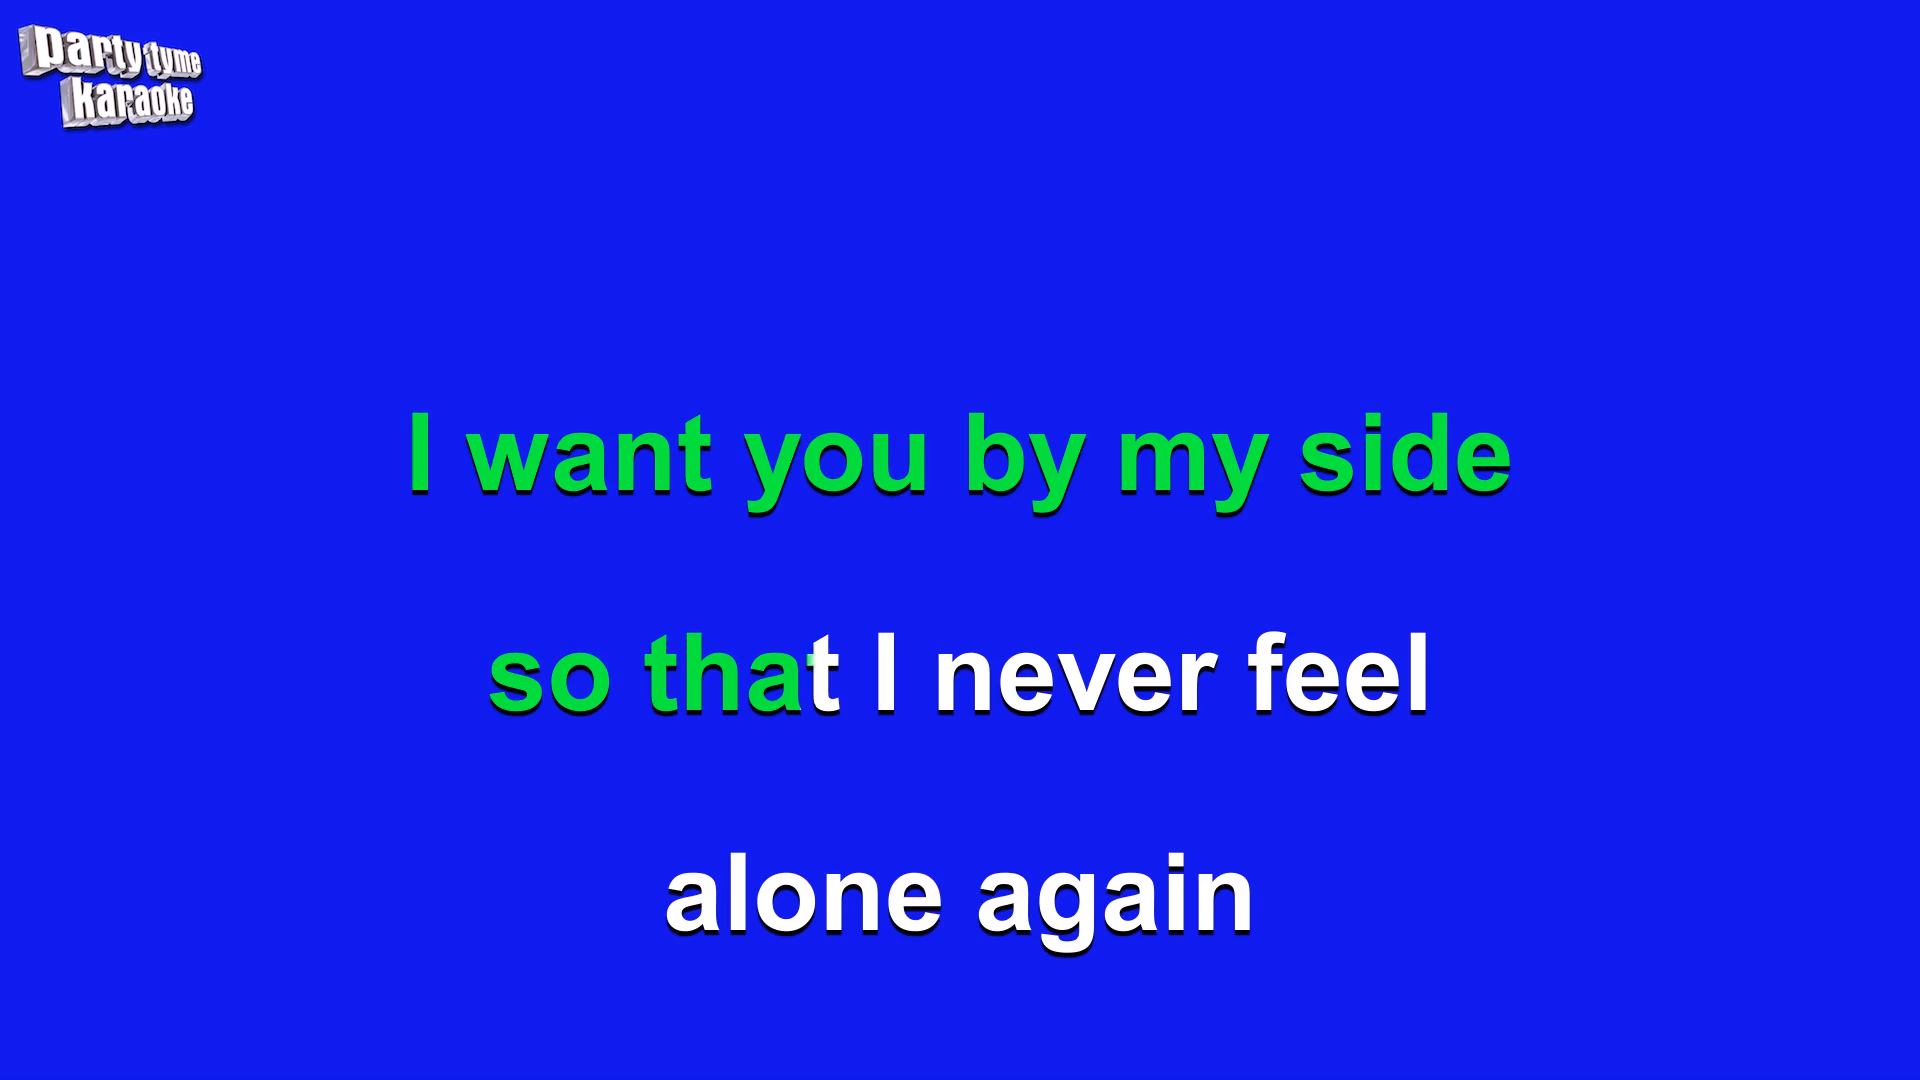 party tyme
karaoke
I want you by my side
so that I never feel
alone again